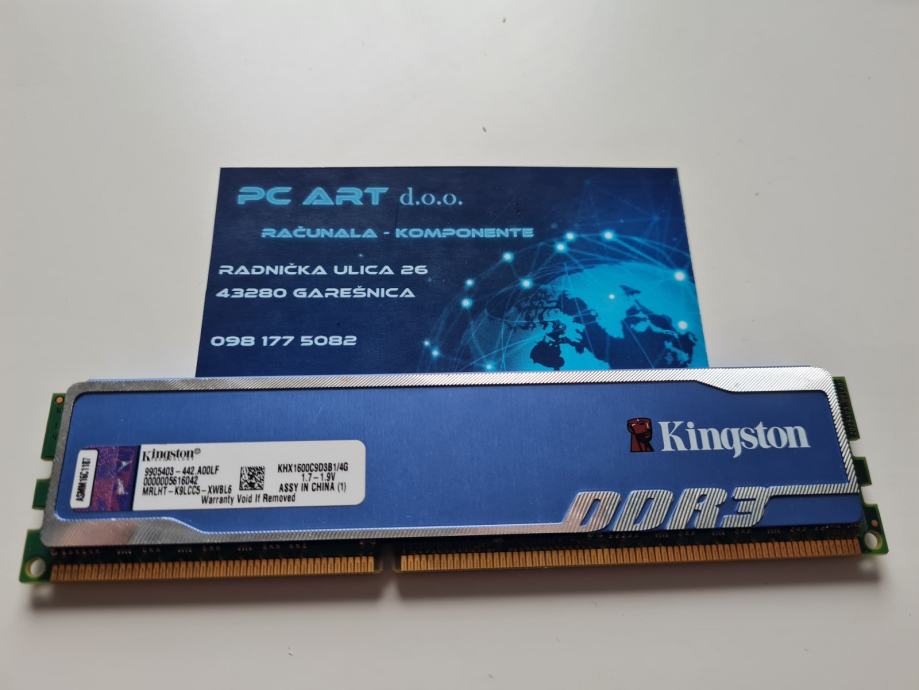 PC ART d.o.o.
RAČUNALA - KOMPONENTE
RADNIČKA ULICA 26
43280 GAREŠNICA
098 177 5082
Kingston
DDR3
Kingston®
9905403-442.A00LF
0000005616042
MRLHT-K9LCC5-XWBL6
Warranty Void If Removed
KHX1600C9D3B1/4G
1.7-1.9V
ASSY IN CHINA (1)